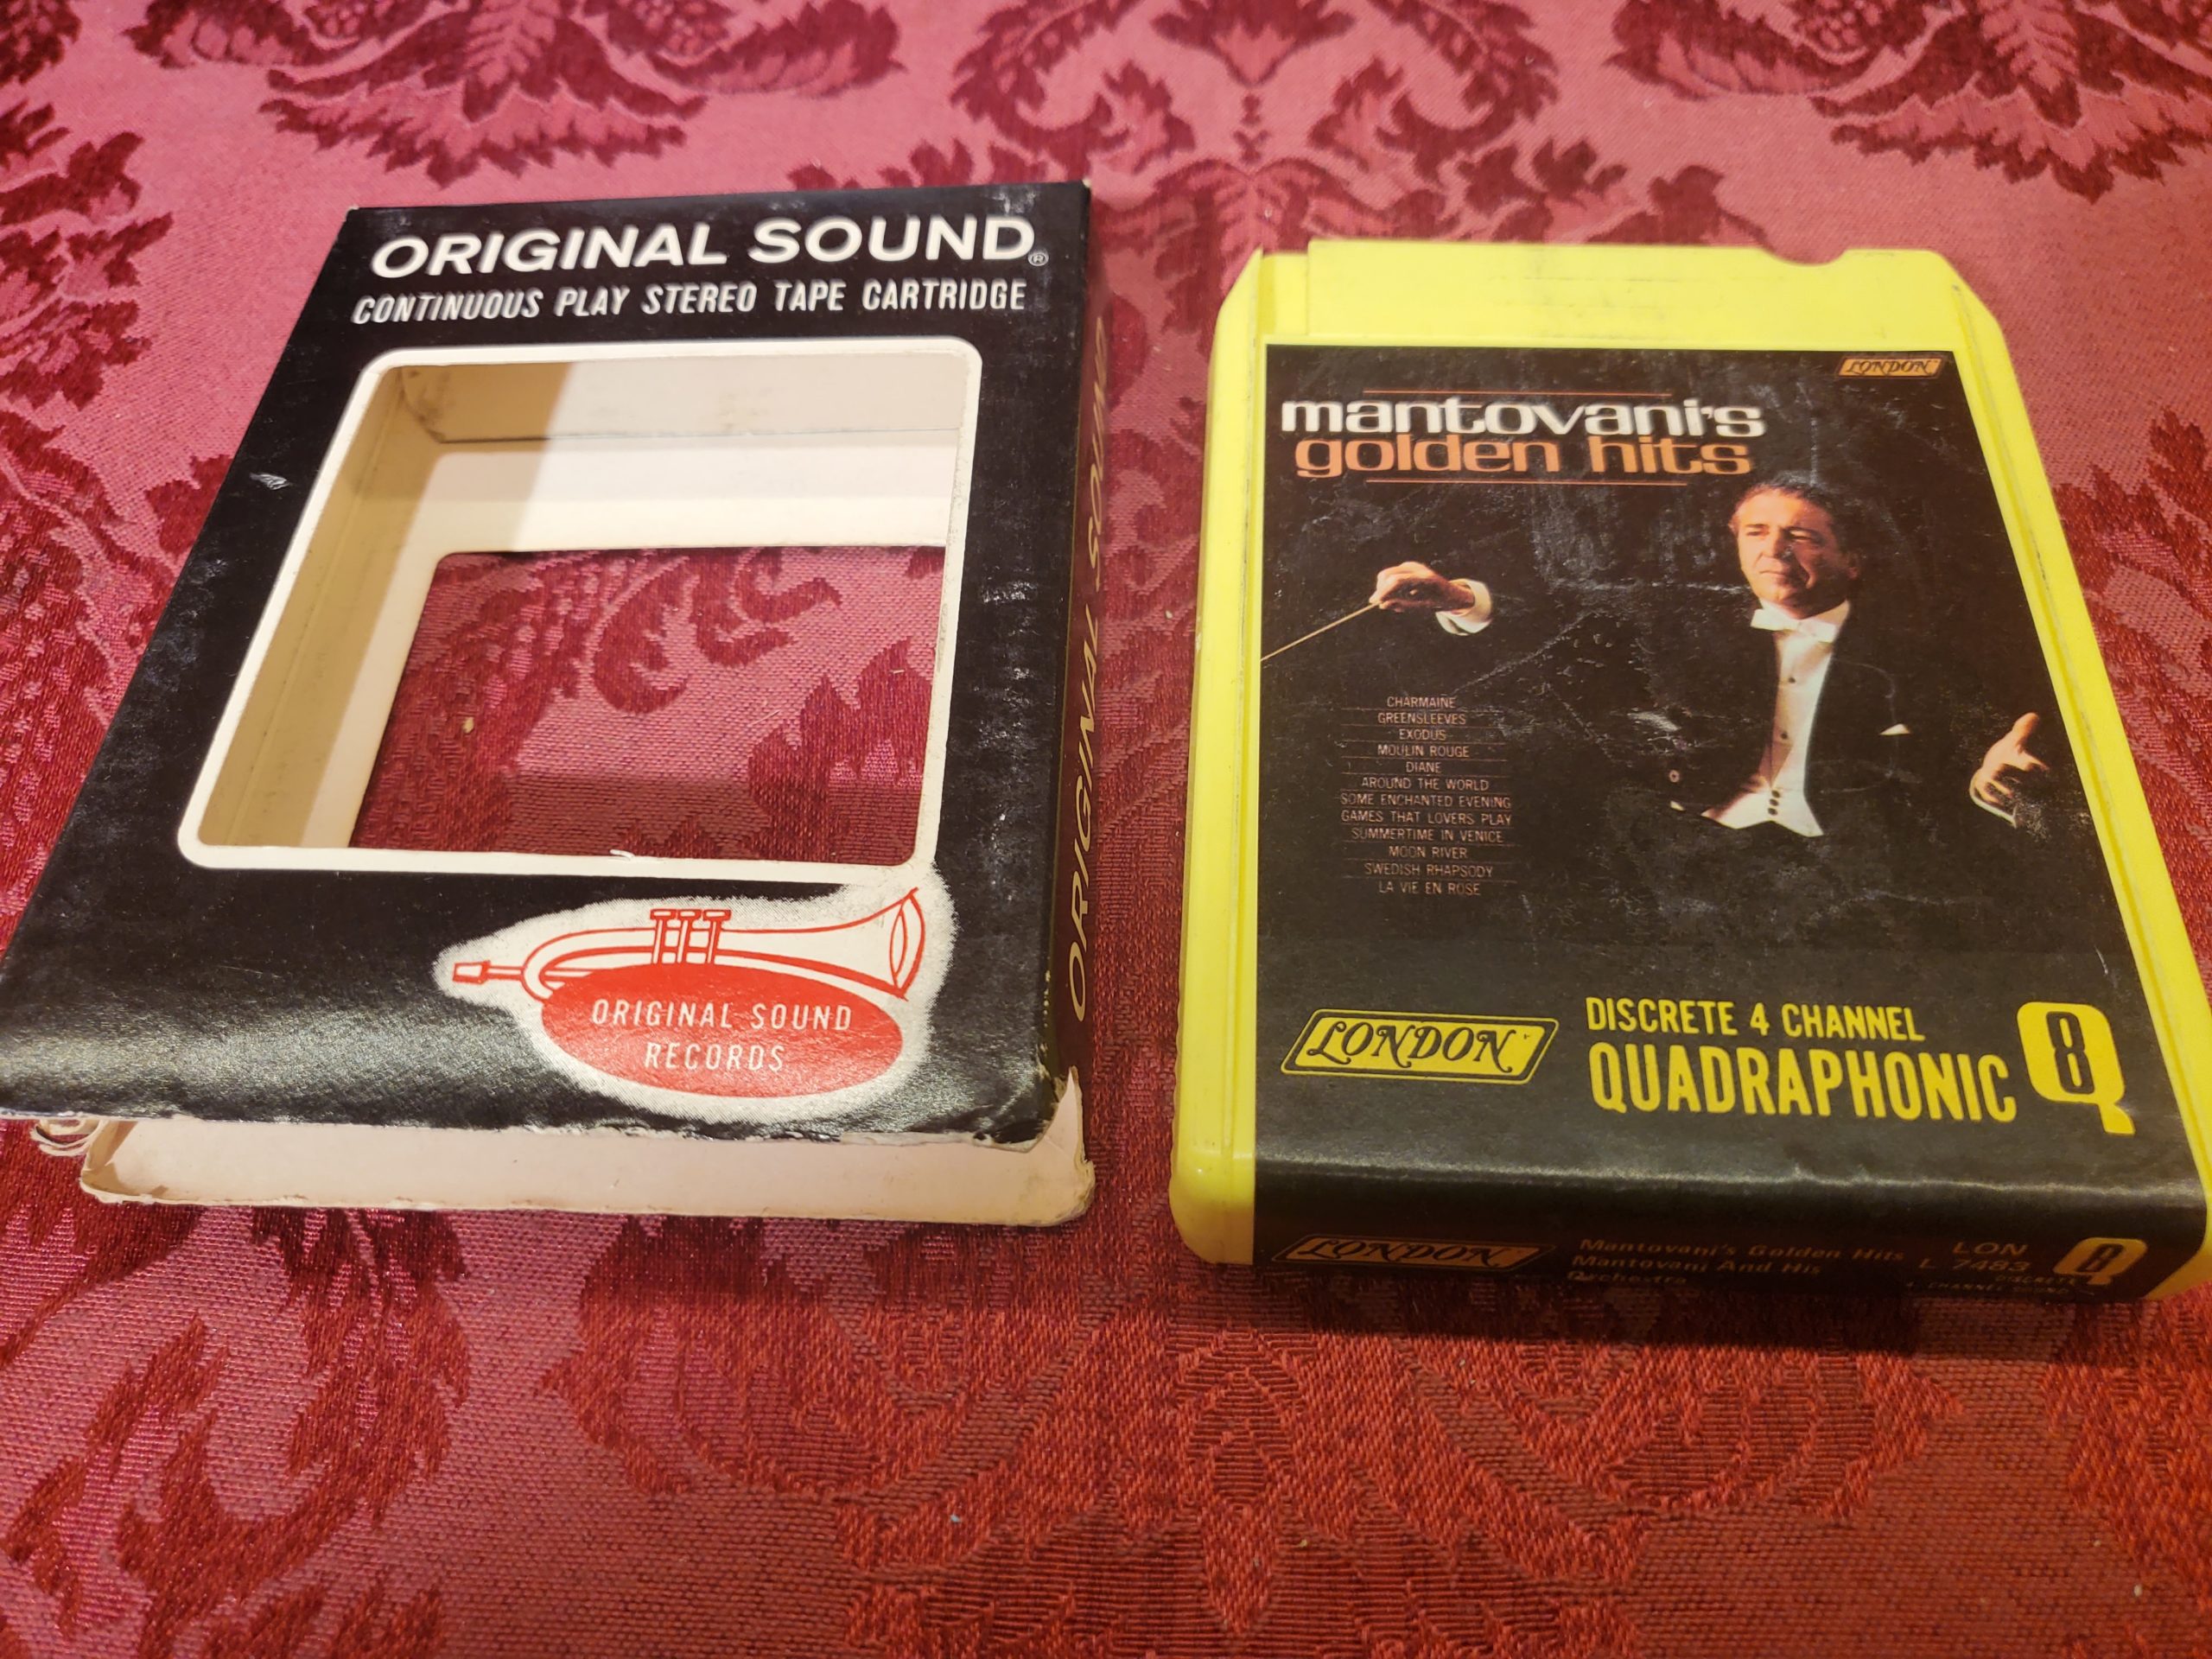 ORIGINAL SOUND®
CONTINUOUS PLAY STEREO TAPE CARTRIDGE
ORIGINAL SOUND
RECORDS
ORIGINAL SOUND
LONDON
mantovani's
golden hits
CHARMAINE
GREENSLEEVES
EXODUS
MOULIN ROUGE
DIANE
AROUND THE WORLD
SOME ENCHANTED EVENING
GAMES THAT LOVERS PLAY
SUMMERTIME IN VENICE
MOON RIVER
SWEDISH RHAPSODY
LA VIE EN ROSE
LONDON
DISCRETE 4 CHANNEL
QUADRAPHONIC
Q8
LONDON
Mantovani's Golden Hits
Mantovani And His
Orchestra
LON
L 7483
Q8